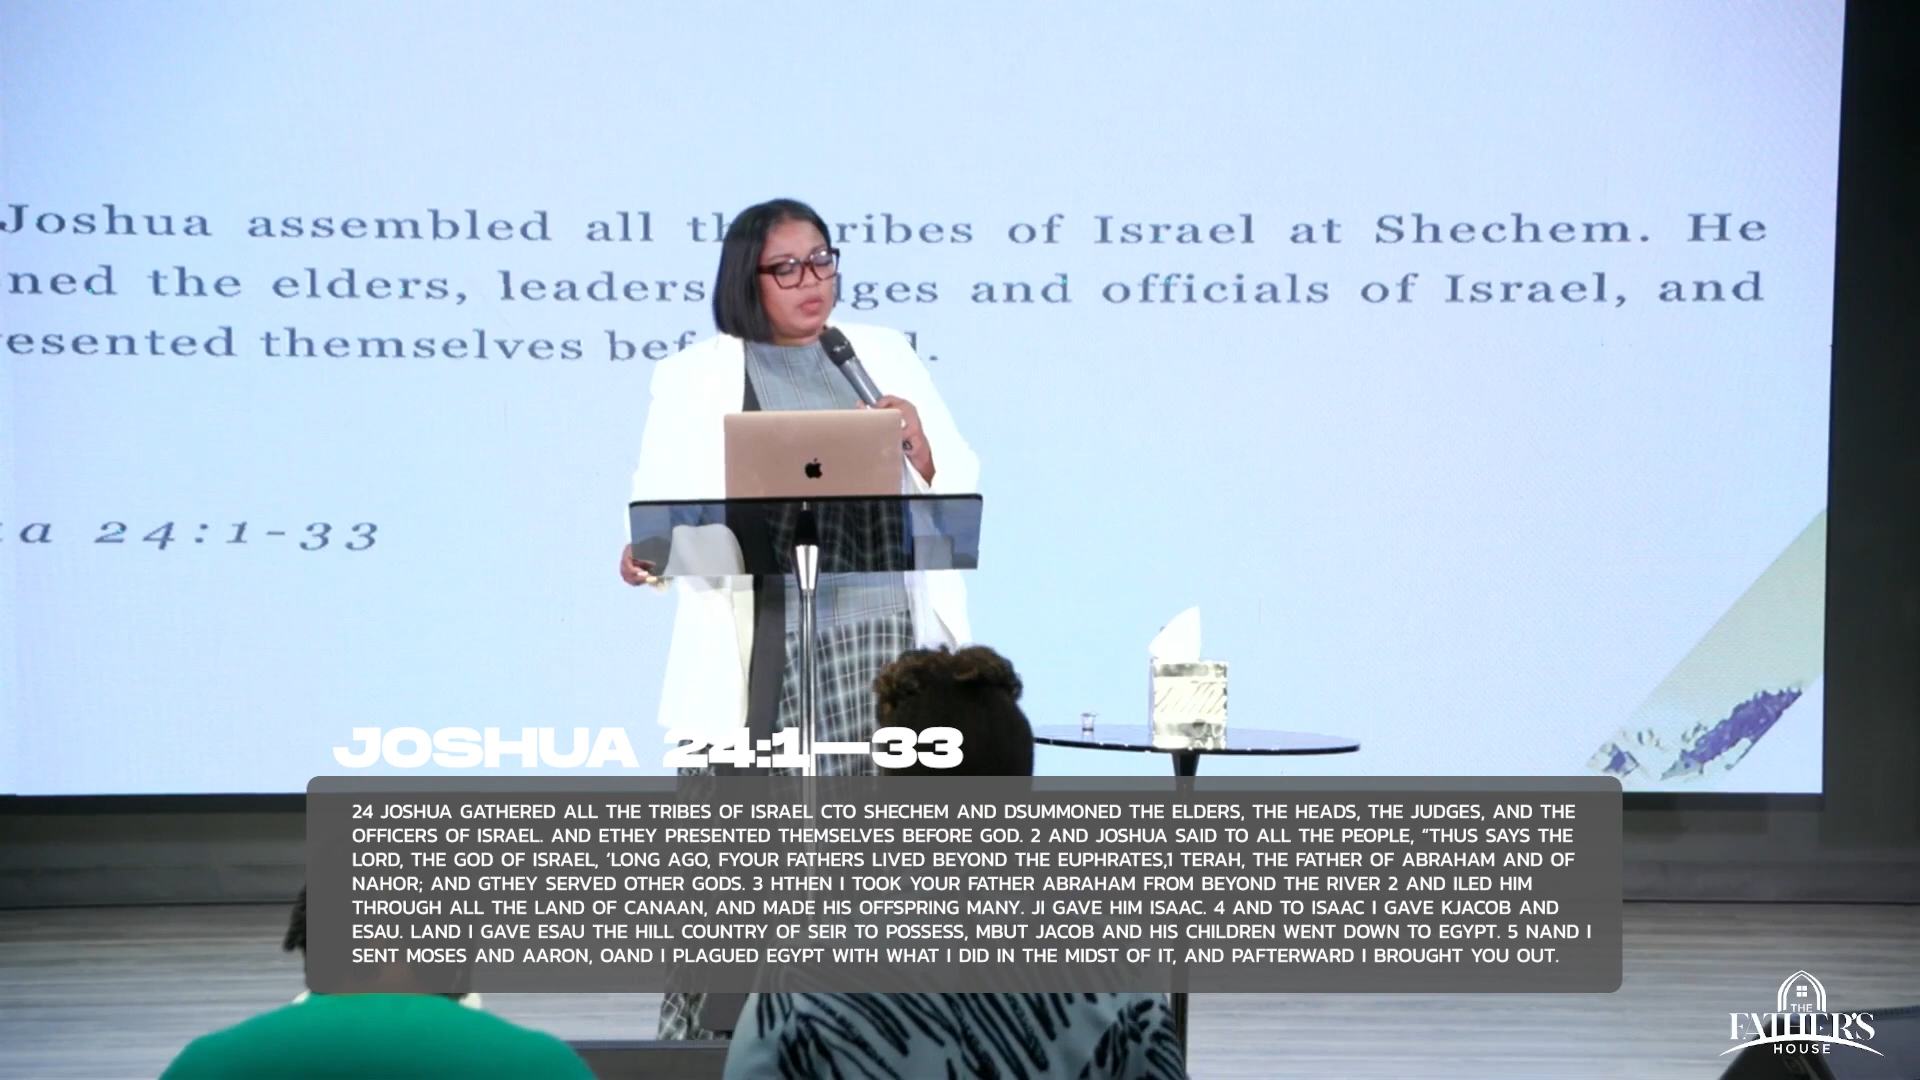 Joshua assembled all th ribes of Israel at Shechem. He
ned the elders, leaders dges and officials of Israel, and
esented themselves bef d.
a 24:1-33
JOSHUA 24:1—33
24 JOSHUA GATHERED ALL THE TRIBES OF ISRAEL CTO SHECHEM AND DSUMMONED THE ELDERS, THE HEADS, THE JUDGES, AND THE
OFFICERS OF ISRAEL. AND ETHEY PRESENTED THEMSELVES BEFORE GOD. 2 AND JOSHUA SAID TO ALL THE PEOPLE, “THUS SAYS THE
LORD, THE GOD OF ISRAEL, ‘LONG AGO, FYOUR FATHERS LIVED BEYOND THE EUPHRATES,1 TERAH, THE FATHER OF ABRAHAM AND OF
NAHOR; AND GTHEY SERVED OTHER GODS. 3 HTHEN I TOOK YOUR FATHER ABRAHAM FROM BEYOND THE RIVER 2 AND ILED HIM
THROUGH ALL THE LAND OF CANAAN, AND MADE HIS OFFSPRING MANY. JI GAVE HIM ISAAC. 4 AND TO ISAAC I GAVE KJACOB AND
ESAU. LAND I GAVE ESAU THE HILL COUNTRY OF SEIR TO POSSESS, MBUT JACOB AND HIS CHILDREN WENT DOWN TO EGYPT. 5 NAND I
SENT MOSES AND AARON, OAND I PLAGUED EGYPT WITH WHAT I DID IN THE MIDST OF IT, AND PAFTERWARD I BROUGHT YOU OUT.
THE
FATHER'S
HOUSE